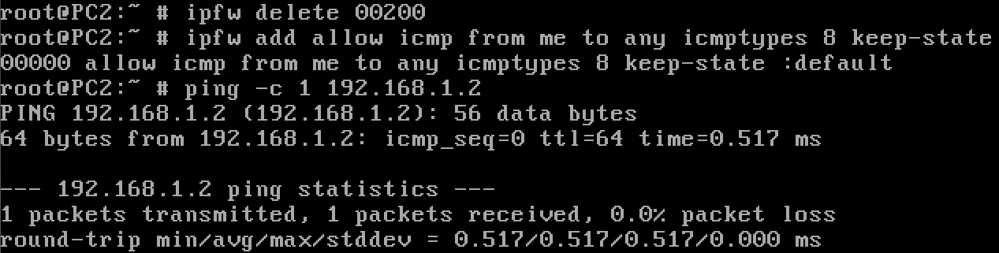 root@PC2:~ # ipfw delete 00200
root@PC2:~ # ipfw add allow icmp from me to any icmptypes 8 keep-state
00000 allow icmp from me to any icmptypes 8 keep-state :default
root@PC2:~ # ping -c 1 192.168.1.2
PING 192.168.1.2 (192.168.1.2): 56 data bytes
64 bytes from 192.168.1.2: icmp_seq=0 ttl=64 time=0.517 ms
--- 192.168.1.2 ping statistics ---
1 packets transmitted, 1 packets received, 0.0% packet loss
round-trip min/avg/max/stddev = 0.517/0.517/0.517/0.000 ms